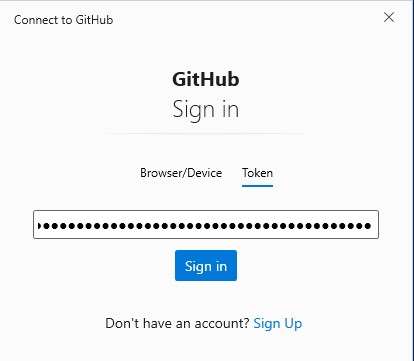 Connect to GitHub
GitHub
Sign in
Browser/Device Token
Sign in
Don't have an account? Sign Up